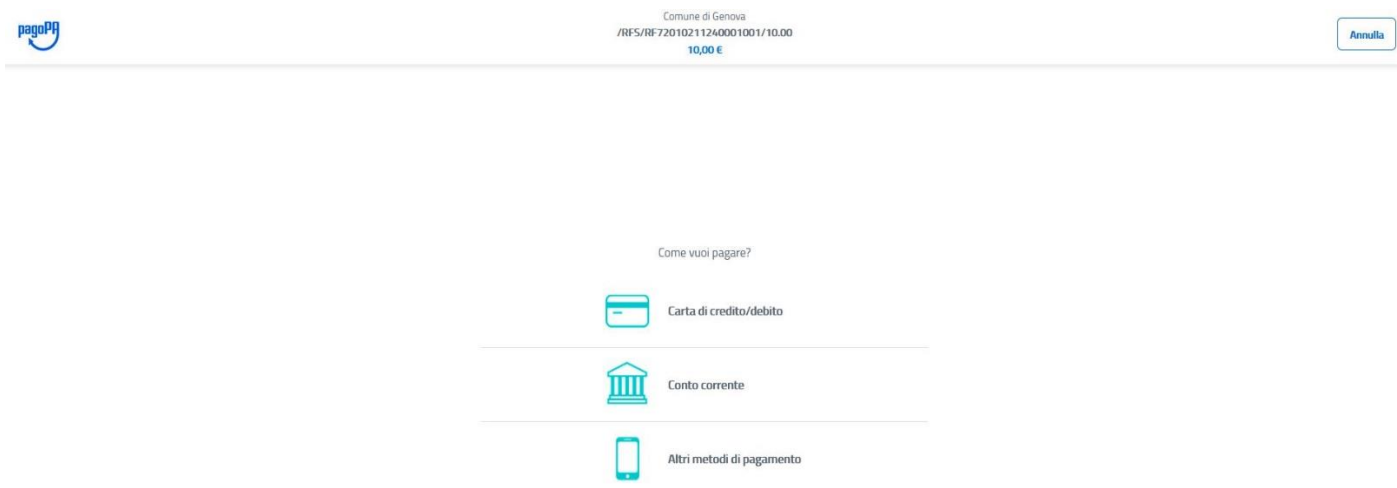 pagoPA
Comune di Genova
/RFS/RF72010211240001001/10.00
10,00 €
Annulla
Come vuoi pagare?
Carta di credito/debito
Conto corrente
Altri metodi di pagamento